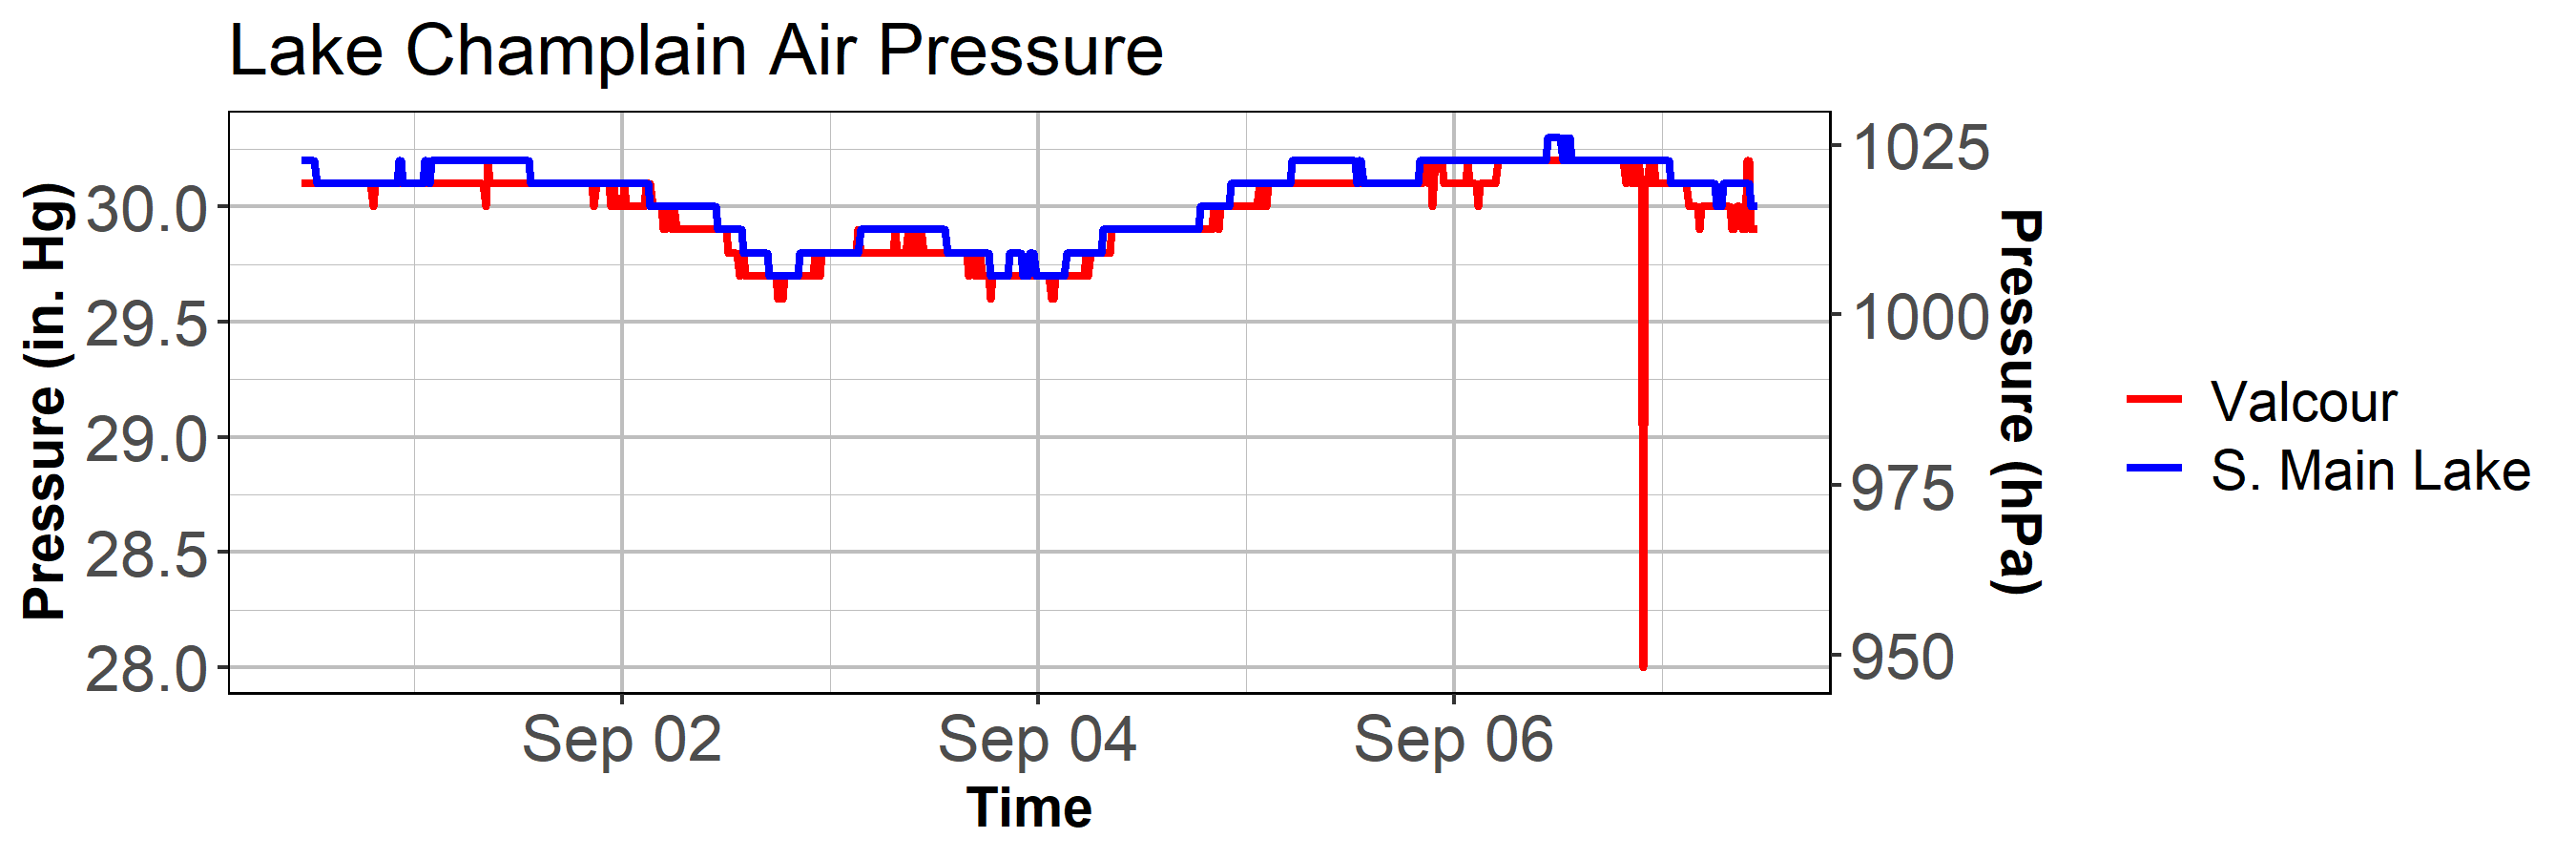 Lake Champlain Air Pressure
Pressure (in. Hg)
30.0
29.5
29.0
28.5
28.0
1025
1000
975
950
Pressure (hPa)
Sep 02
Sep 04
Sep 06
Time
Valcour
S. Main Lake